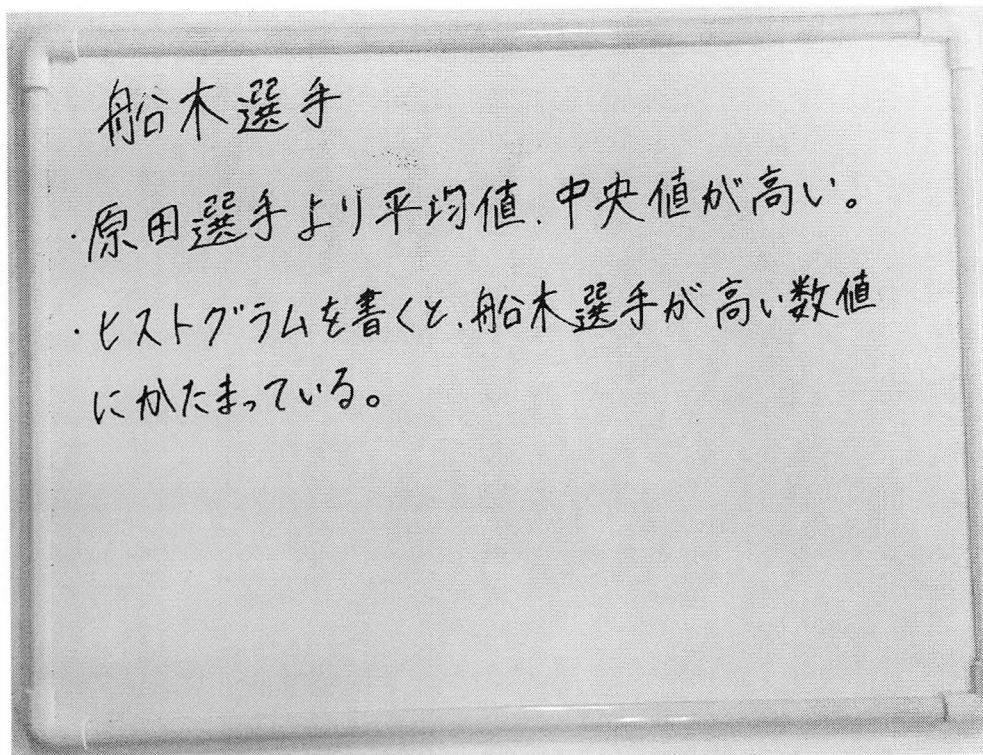 船木選手
・原田選手より平均値、中央値が高い。
・ヒストグラムを書くと、船木選手が高い数値
にかたまっている。